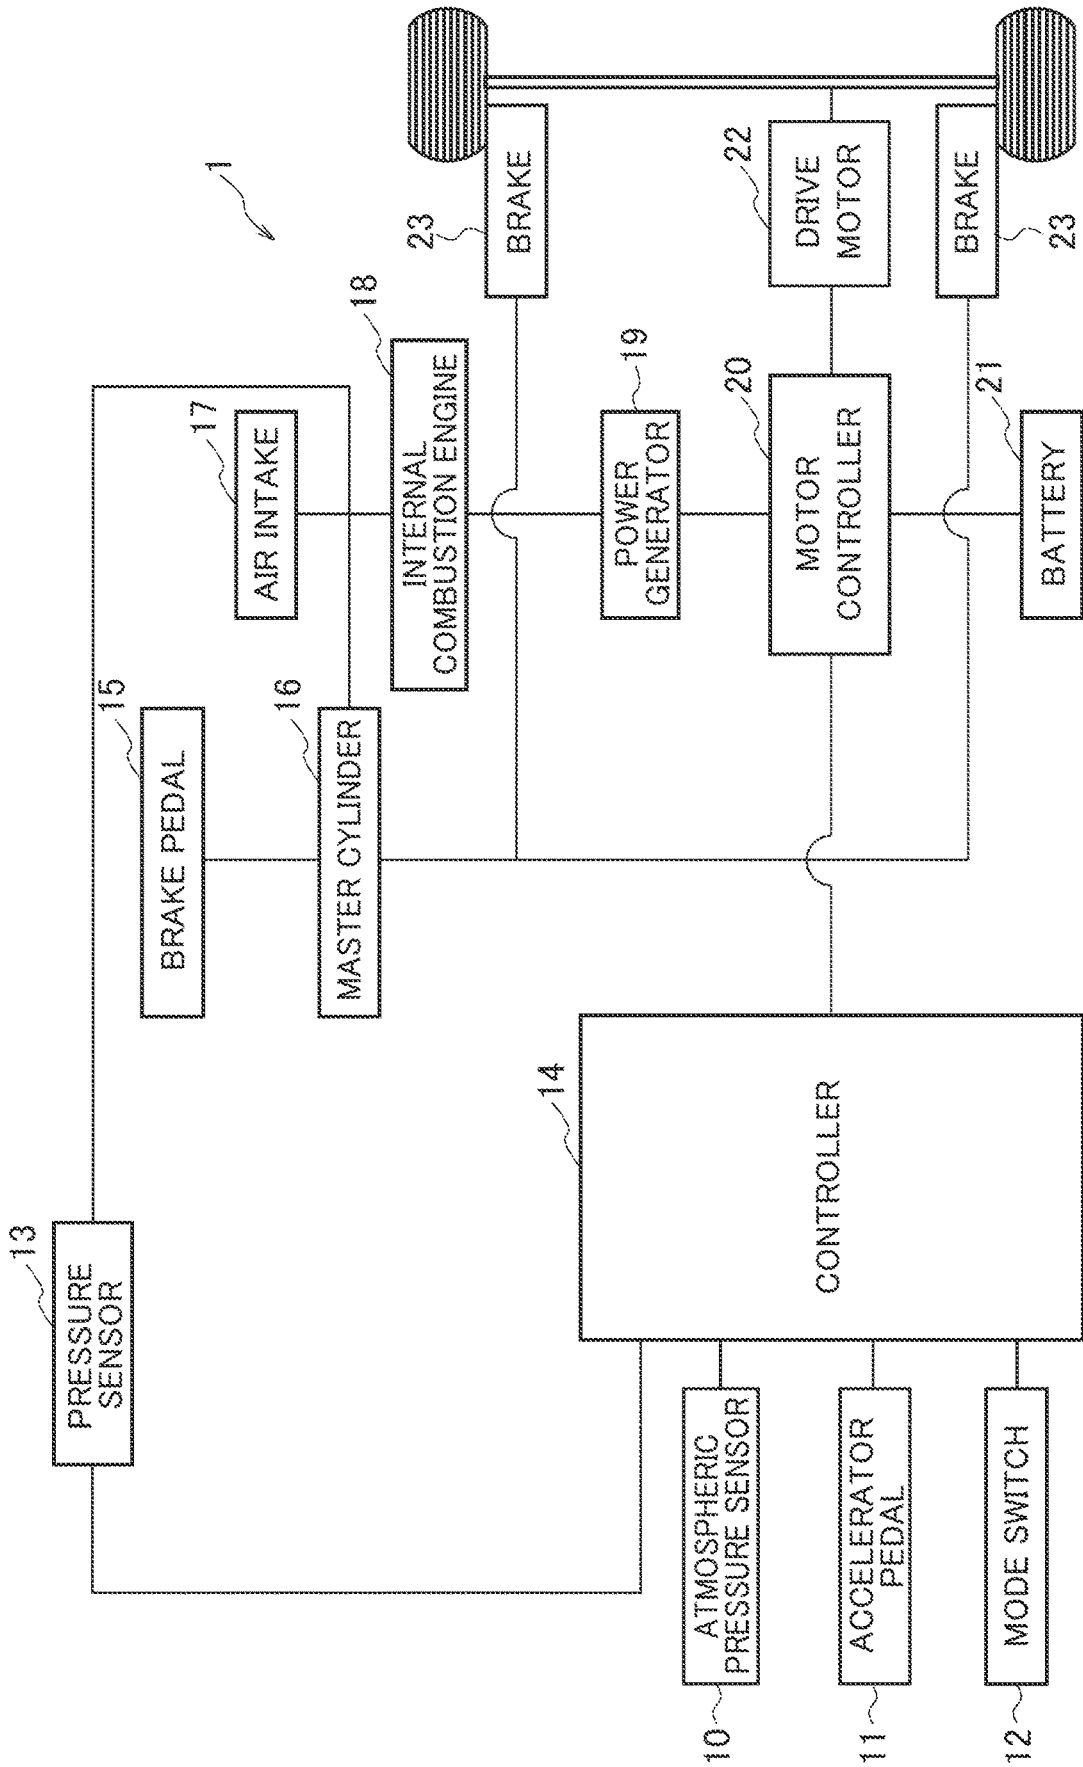 1
13
PRESSURE
SENSOR
15
BRAKE PEDAL
16
MASTER CYLINDER
17
AIR INTAKE
18
INTERNAL
COMBUSTION ENGINE
23
BRAKE
14
CONTROLLER
19
POWER
GENERATOR
10
ATMOSPHERIC
PRESSURE SENSOR
20
MOTOR
CONTROLLER
22
DRIVE
MOTOR
11
ACCELERATOR
PEDAL
12
MODE SWITCH
21
BATTERY
BRAKE
23